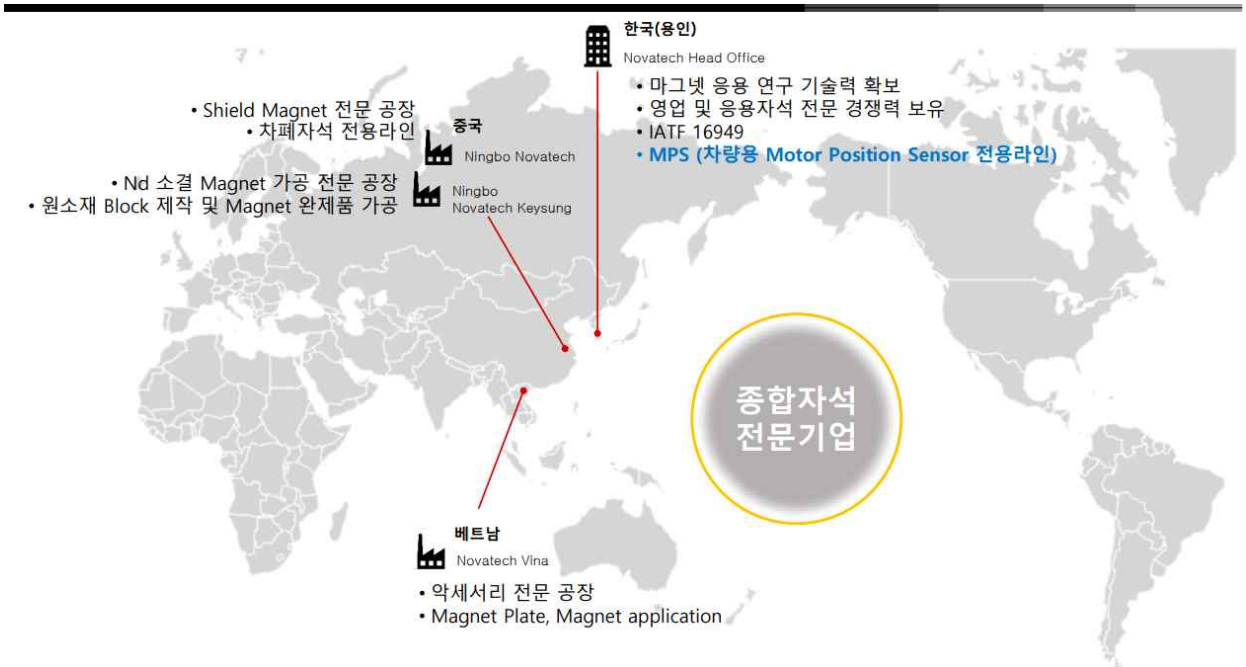 한국(용인)
Novatech Head Office
• 마그넷 응용 연구 기술력 확보
• 영업 및 응용자석 전문 경쟁력 보유
• IATF 16949
• MPS (차량용 Motor Position Sensor 전용라인)
• Shield Magnet 전문 공장
• 차폐자석 전용라인
중국
Ningbo Novatech
• Nd 소결 Magnet 가공 전문 공장
• 원소재 Block 제작 및 Magnet 완제품 가공
Ningbo
Novatech Keysung
종합자석
전문기업
베트남
Novatech Vina
• 악세서리 전문 공장
• Magnet Plate, Magnet application